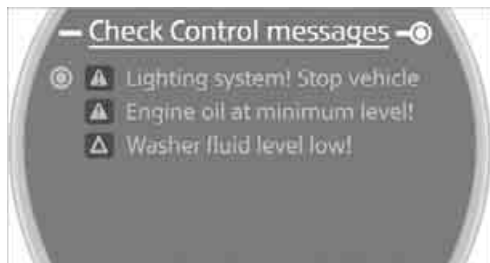 Check Control messages
Lighting system! Stop vehicle
Engine oil at minimum level!
Washer fluid level low!